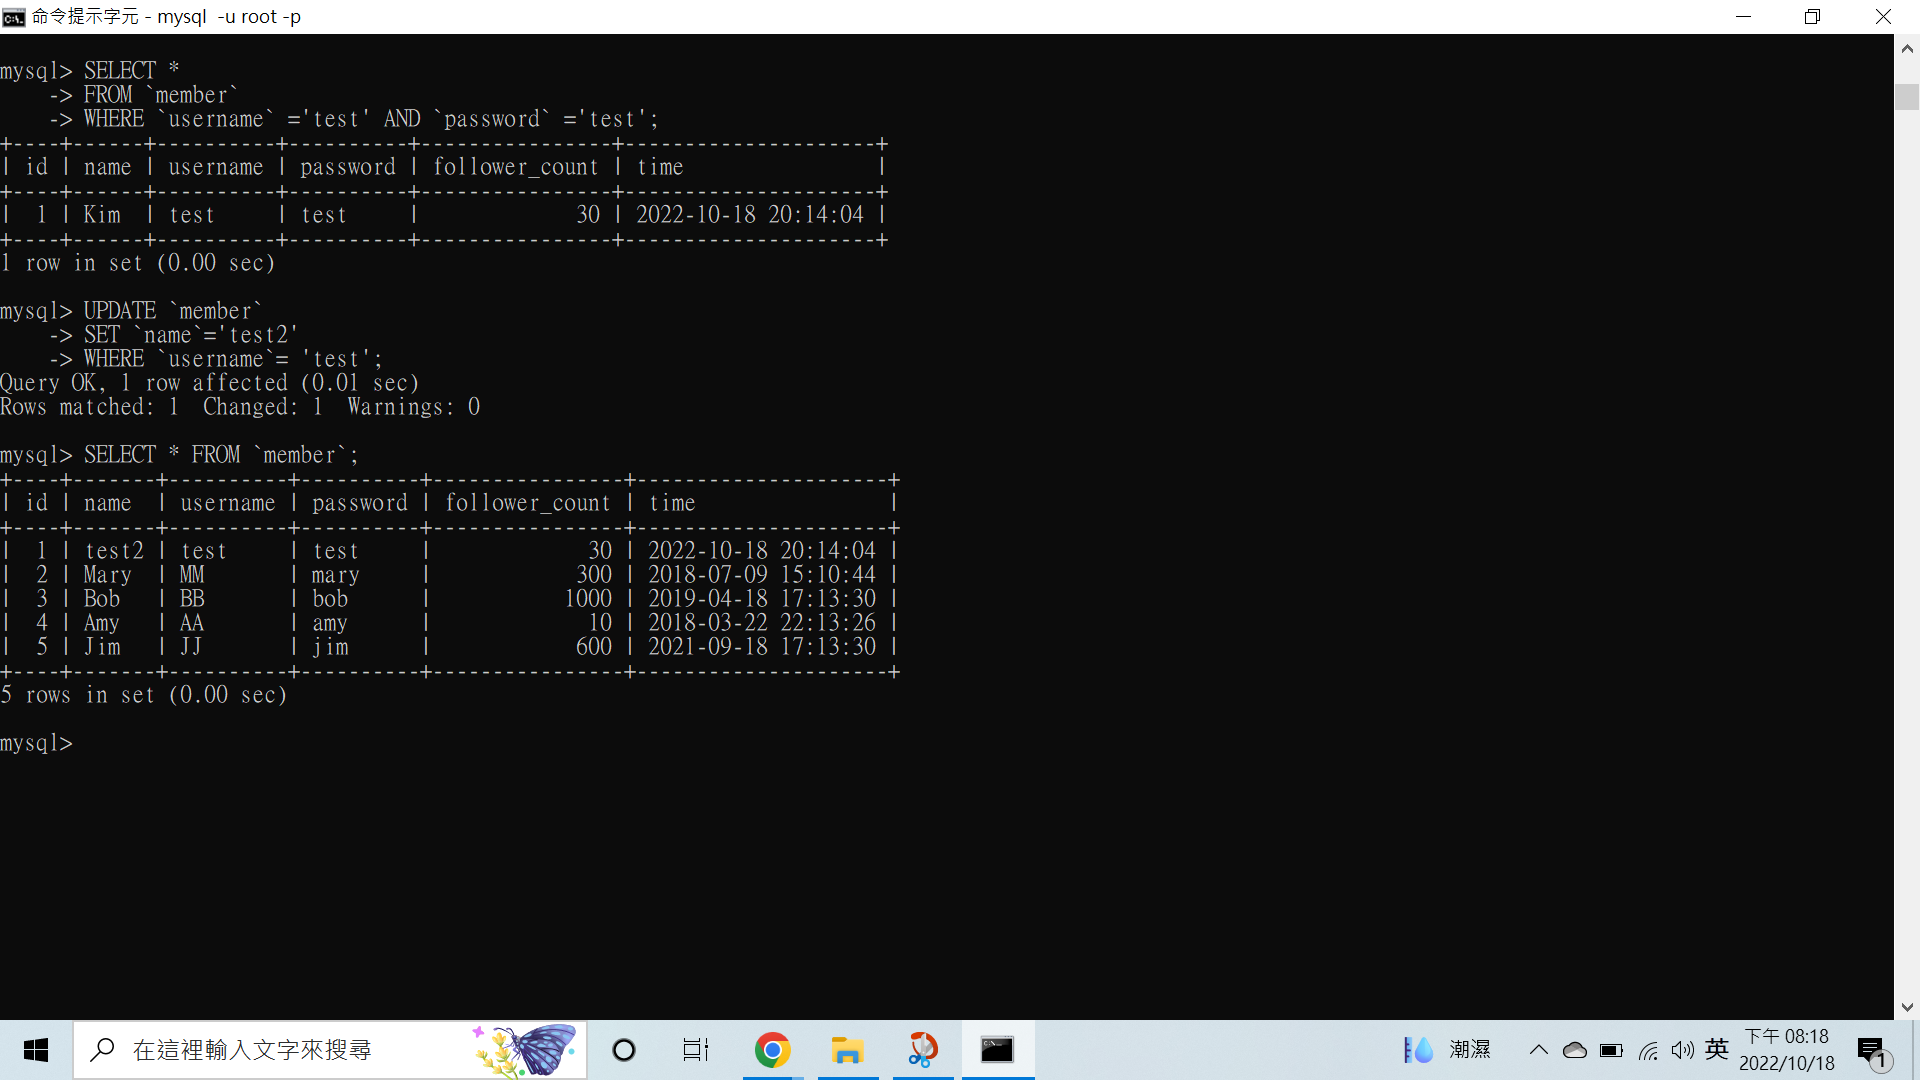 命令提示字元 - mysql  -u root -p
mysql> SELECT *
    -> FROM `member`
    -> WHERE `username` ='test' AND `password` ='test';
+----+------+----------+----------+----------------+---------------------+
| id | name | username | password | follower_count | time                |
+----+------+----------+----------+----------------+---------------------+
|  1 | Kim  | test     | test     |             30 | 2022-10-18 20:14:04 |
+----+------+----------+----------+----------------+---------------------+
1 row in set (0.00 sec)
mysql> UPDATE `member`
    -> SET `name`='test2'
    -> WHERE `username`= 'test';
Query OK, 1 row affected (0.01 sec)
Rows matched: 1  Changed: 1  Warnings: 0
mysql> SELECT * FROM `member`;
+----+-------+----------+----------+----------------+---------------------+
| id | name  | username | password | follower_count | time                |
+----+-------+----------+----------+----------------+---------------------+
|  1 | test2 | test     | test     |             30 | 2022-10-18 20:14:04 |
|  2 | Mary  | MM       | mary     |            300 | 2018-07-09 15:10:44 |
|  3 | Bob   | BB       | bob      |           1000 | 2019-04-18 17:13:30 |
|  4 | Amy   | AA       | amy      |             10 | 2018-03-22 22:13:26 |
|  5 | Jim   | JJ       | jim      |            600 | 2021-09-18 17:13:30 |
+----+-------+----------+----------+----------------+---------------------+
5 rows in set (0.00 sec)
mysql>
在這裡輸入文字來搜尋
潮濕
英
下午 08:18
2022/10/18
1